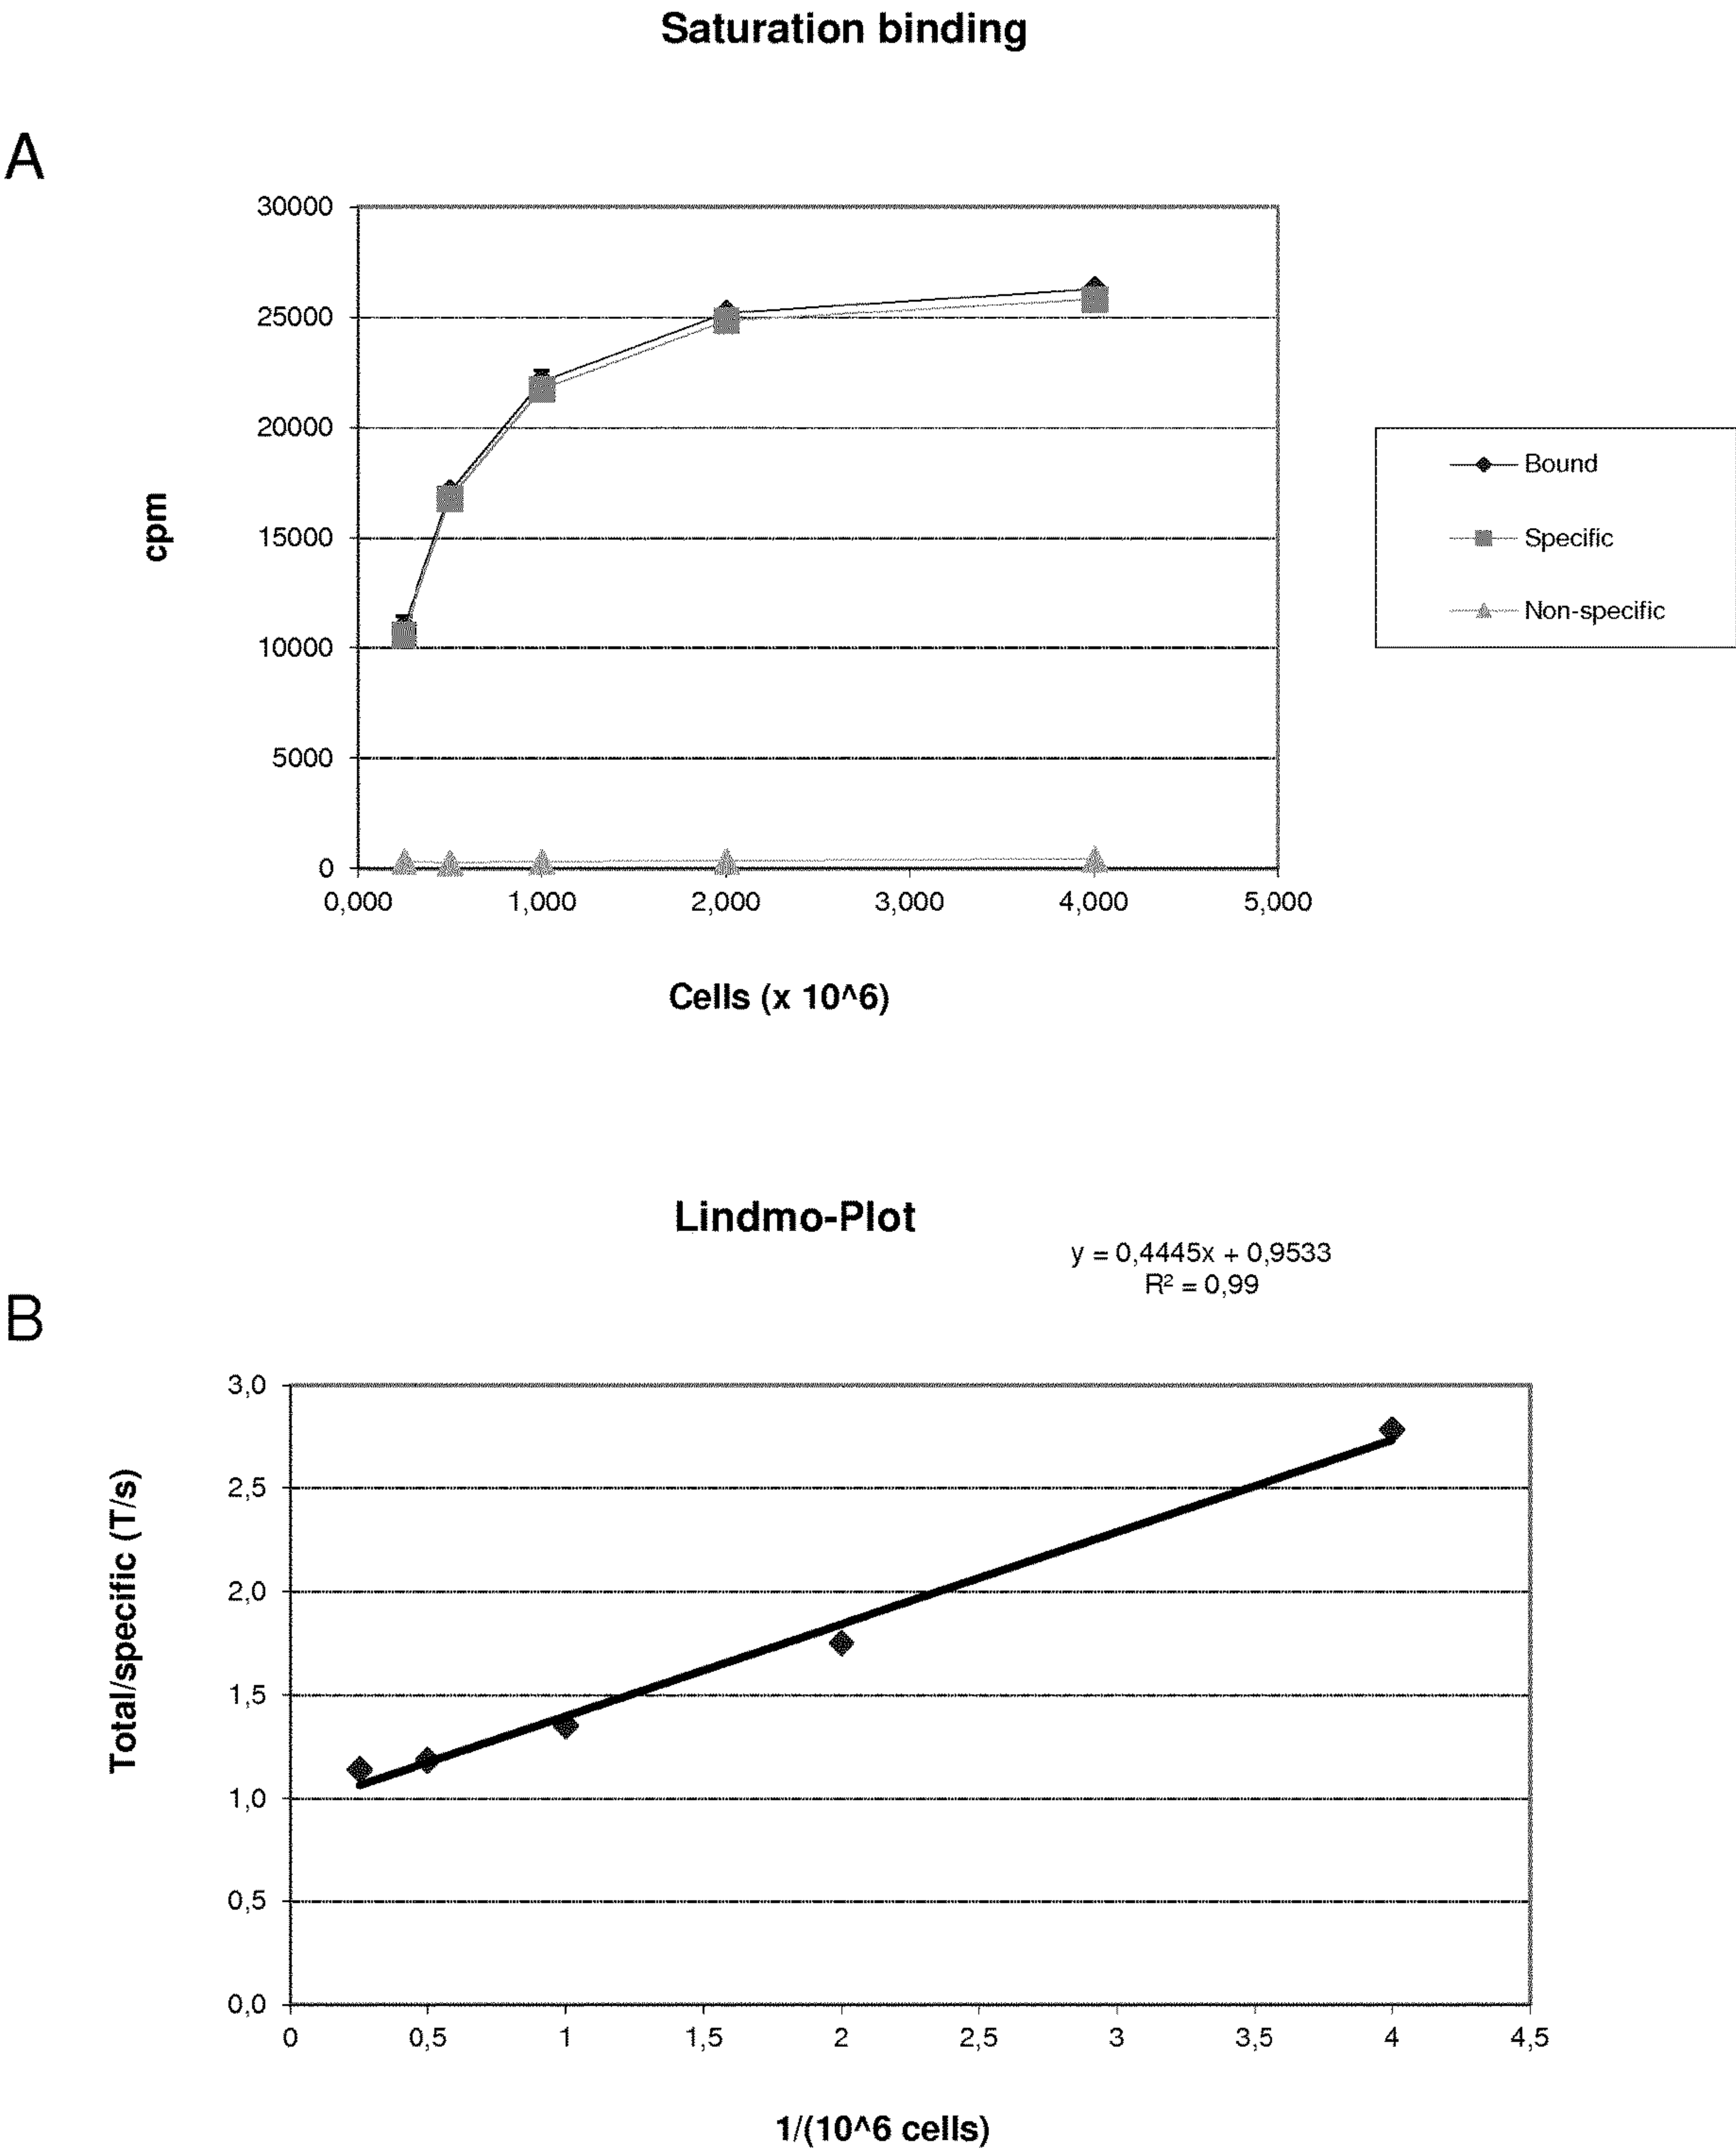 Saturation binding
A
30000
25000
20000
15000
10000
5000
0
cpm
0,000 1,000 2,000 3,000 4,000 5,000
Cells (x 10^6)
Bound
Specific
Non-specific
Lindmo-Plot
y = 0,4445x + 0,9533
R² = 0,99
B
3,0
2,5
2,0
1,5
1,0
0,5
0,0
Total/specific (T/s)
0 0,5 1 1,5 2 2,5 3 3,5 4 4,5
1/(10^6 cells)